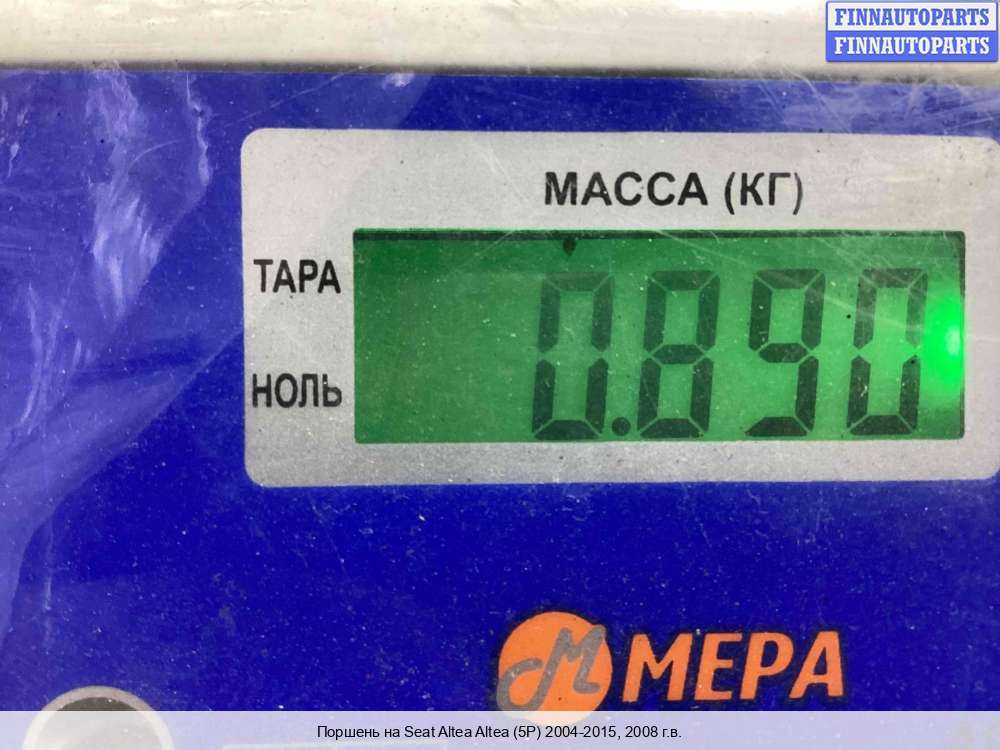 FINNAUTOPARTS
FINNAUTOPARTS
МАССА (КГ)
ТАРА
0.890
НОЛЬ
М МЕРА
Поршень на Seat Altea Altea (5P) 2004-2015, 2008 г.в.